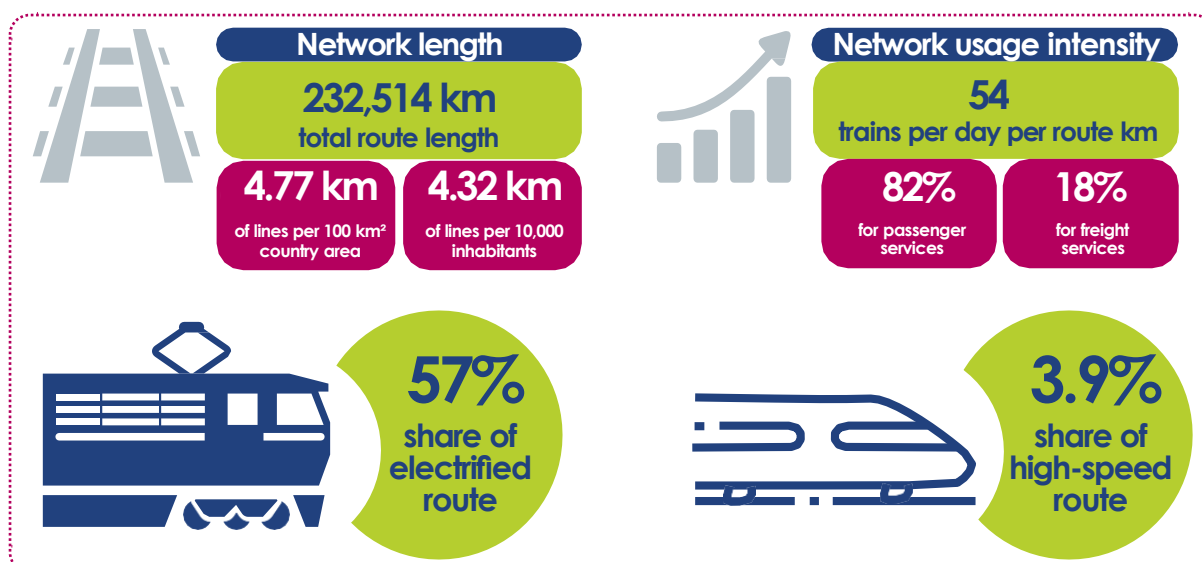 Network length
232,514 km
total route length
4.77 km
of lines per 100 km²
country area
4.32 km
of lines per 10,000
inhabitants
Network usage intensity
54
trains per day per route km
82%
for passenger
services
18%
for freight
services
57%
share of
electrified
route
3.9%
share of
high-speed
route